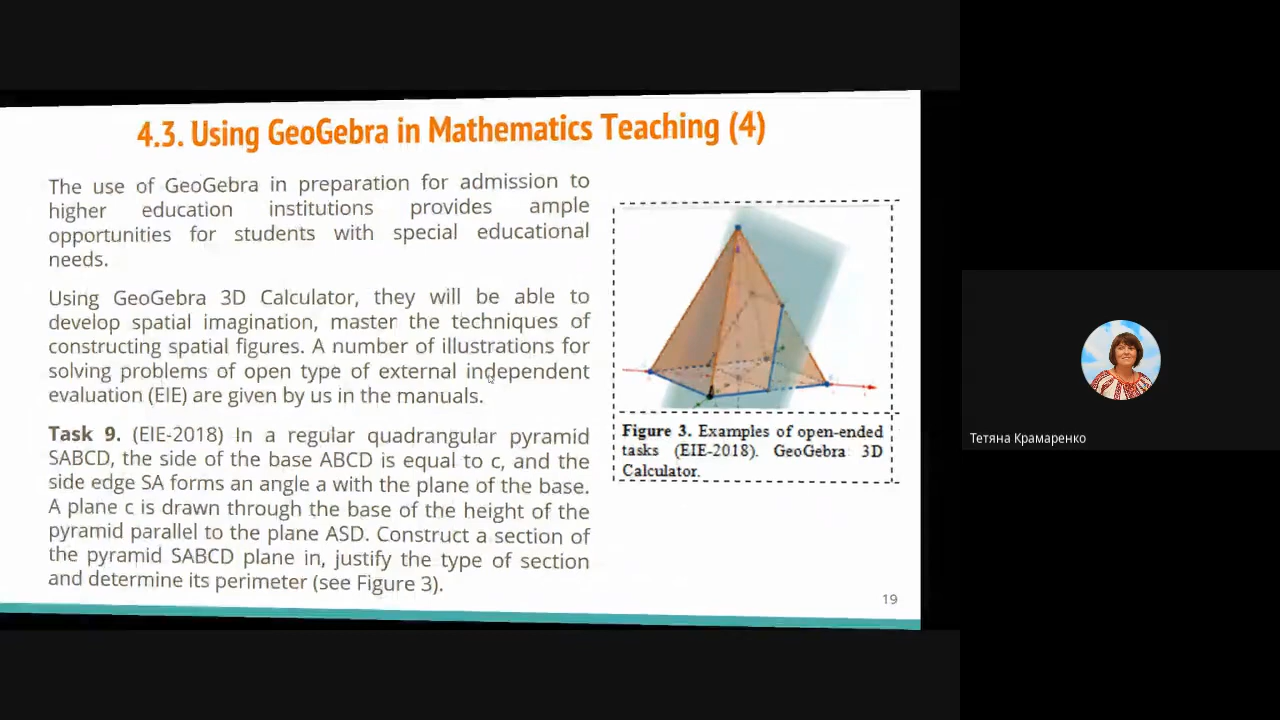 4.3. Using GeoGebra in Mathematics Teaching (4)
The use of GeoGebra in preparation for admission to
higher education institutions provides ample
opportunities for students with special educational
needs.
Using GeoGebra 3D Calculator, they will be able to
develop spatial imagination, master the techniques of
constructing spatial figures. A number of illustrations for
solving problems of open type of external independent
evaluation (EIE) are given by us in the manuals.
Task 9. (EIE-2018) In a regular quadrangular pyramid
SABCD, the side of the base ABCD is equal to c, and the
side edge SA forms an angle a with the plane of the base.
A plane c is drawn through the base of the height of the
pyramid parallel to the plane ASD. Construct a section of
the pyramid SABCD plane in, justify the type of section
and determine its perimeter (see Figure 3).
Figure 3. Examples of open-ended
tasks (EIE-2018). GeoGebra 3D
Calculator.
19
Тетяна Крамаренко